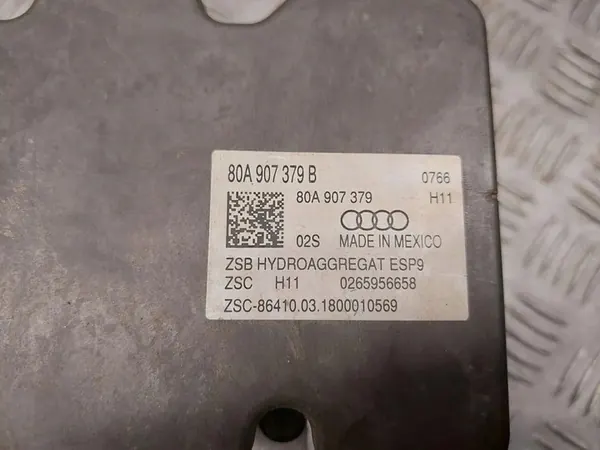 80A 907 379 B 0766
80A 907 379 H11
02S MADE IN MEXICO
ZSB HYDROAGGREGAT ESP9
ZSC H11 0265956658
ZSC-86410.03.1800010569